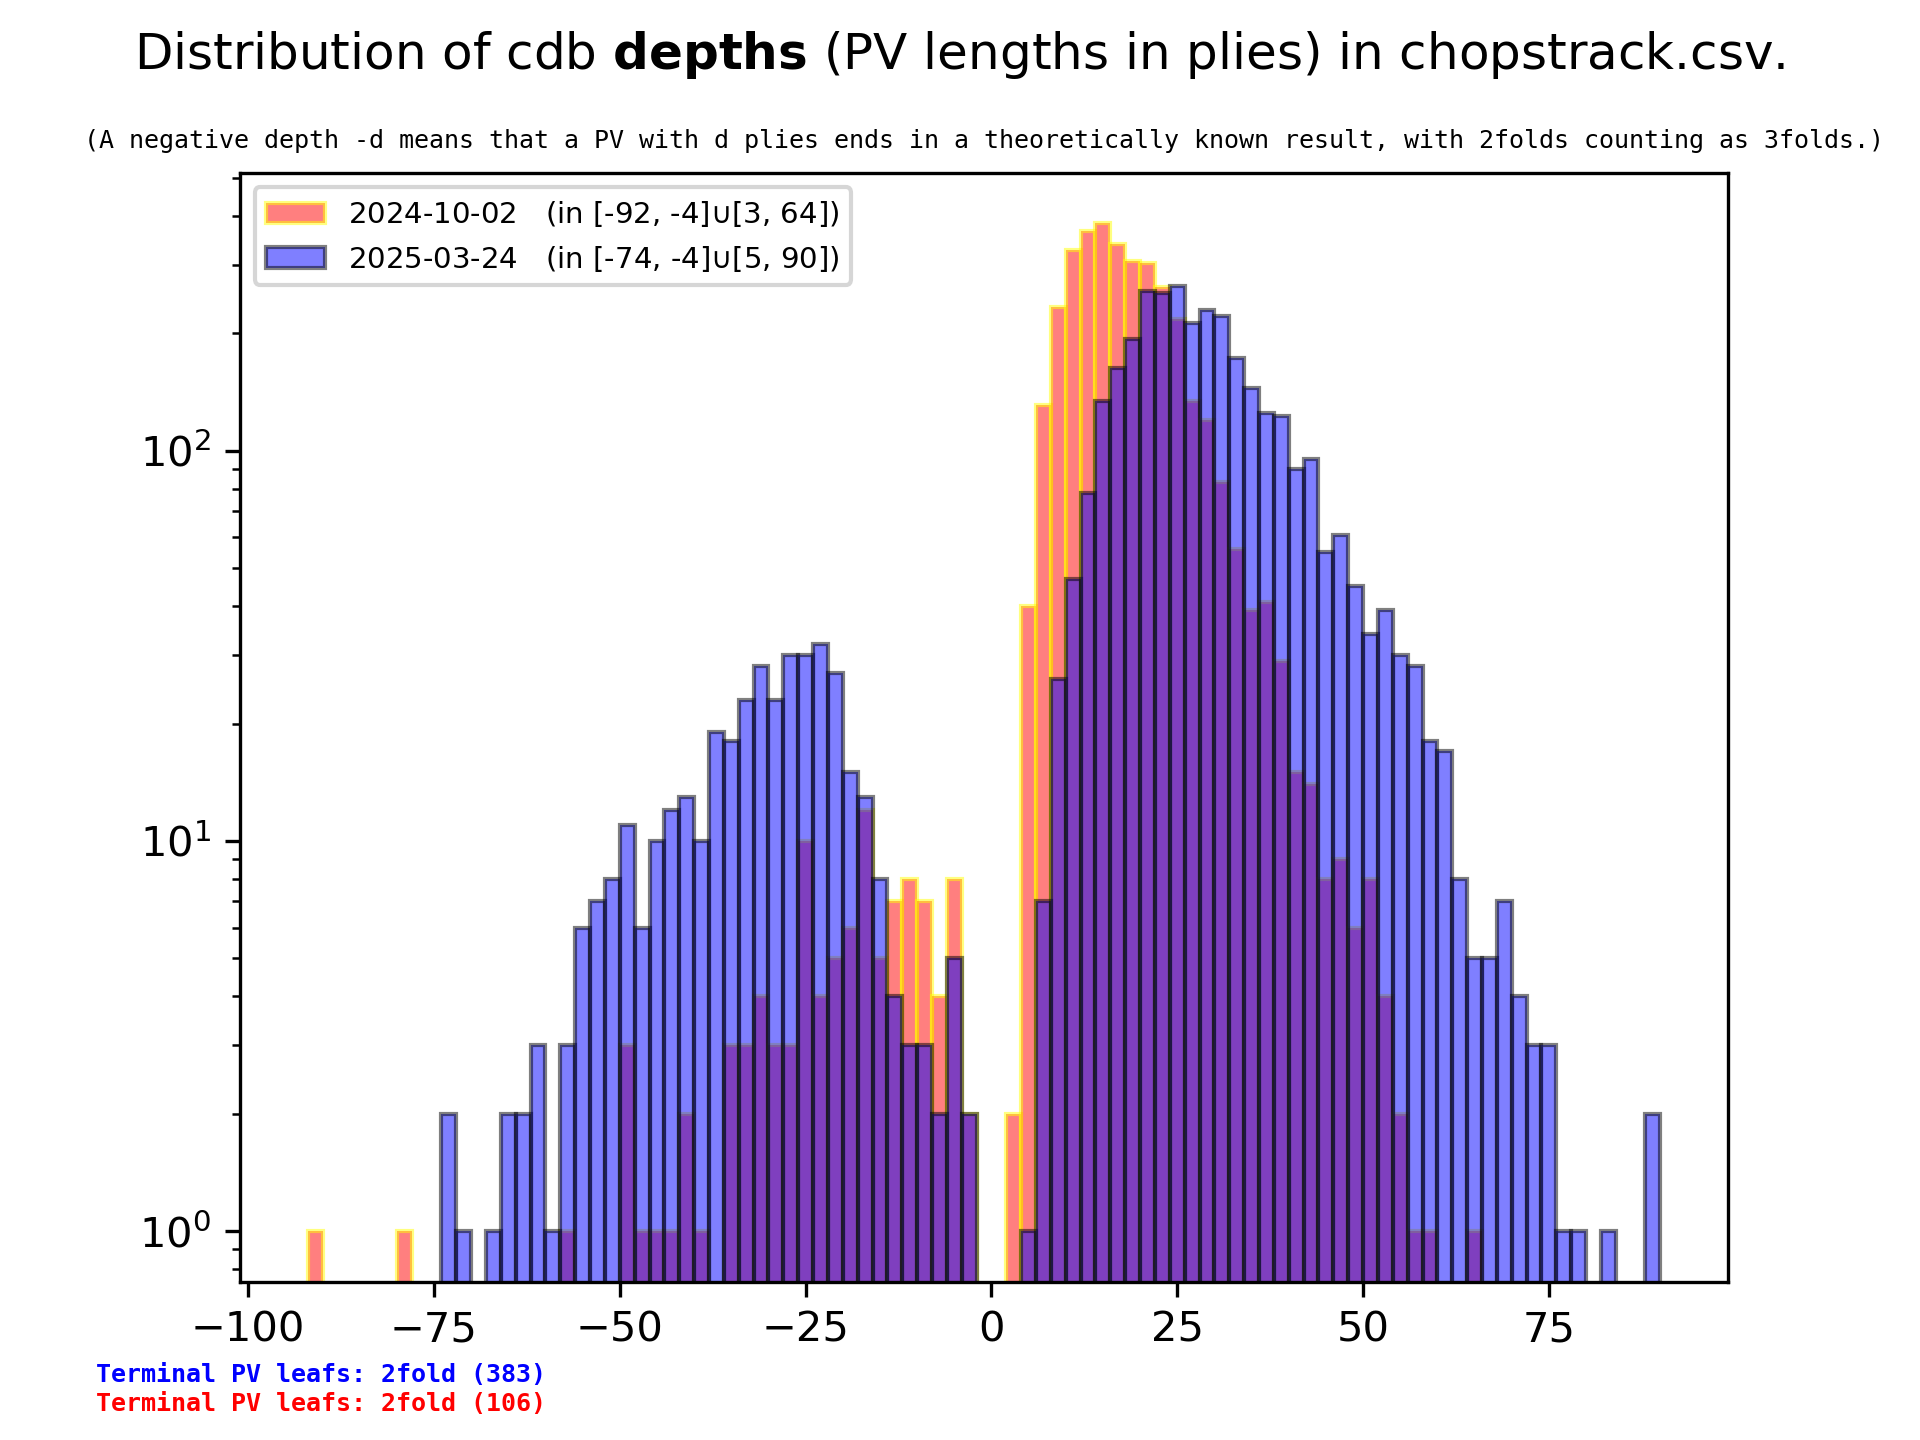 Distribution of cdb depths (PV lengths in plies) in chopstrack.csv.
(A negative depth -d means that a PV with d plies ends in a theoretically known result, with 2folds counting as 3folds.)
2024-10-02 (in [-92, -4]∪[3, 64])
2025-03-24 (in [-74, -4]∪[5, 90])
10²
10¹
10⁰
−100 −75 −50 −25 0 25 50 75
Terminal PV leafs: 2fold (383)
Terminal PV leafs: 2fold (106)